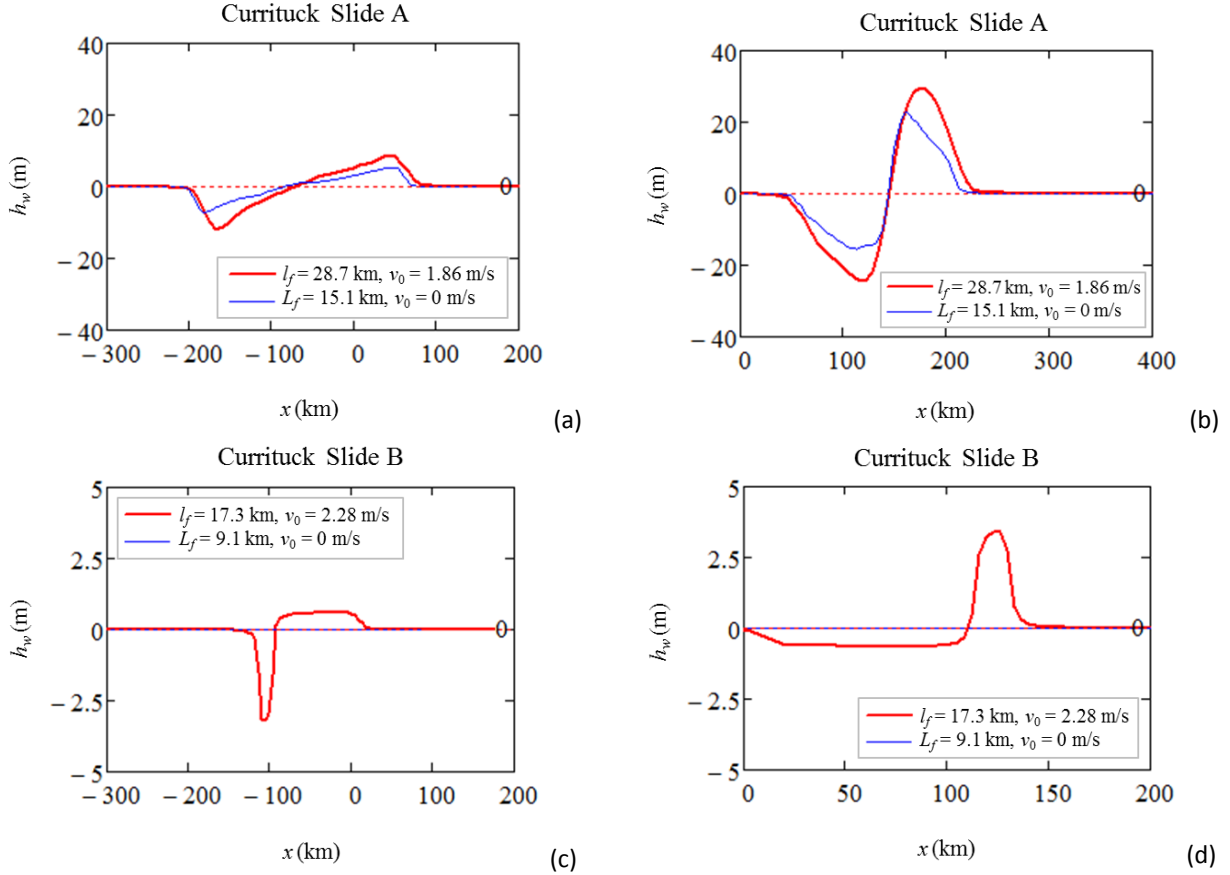 Currituck Slide A
40
20
0
−20
−40
h_w (m)
0
l_f = 28.7 km, v_0 = 1.86 m/s
L_f = 15.1 km, v_0 = 0 m/s
−300 −200 −100 0 100 200
x (km)
(a)
Currituck Slide A
40
20
0
−20
−40
h_w (m)
0
l_f = 28.7 km, v_0 = 1.86 m/s
L_f = 15.1 km, v_0 = 0 m/s
0 100 200 300 400
x (km)
(b)
Currituck Slide B
5
2.5
0
−2.5
−5
h_w (m)
l_f = 17.3 km, v_0 = 2.28 m/s
L_f = 9.1 km, v_0 = 0 m/s
0
−300 −200 −100 0 100 200
x (km)
(c)
Currituck Slide B
5
2.5
0
−2.5
−5
h_w (m)
0
l_f = 17.3 km, v_0 = 2.28 m/s
L_f = 9.1 km, v_0 = 0 m/s
0 50 100 150 200
x (km)
(d)